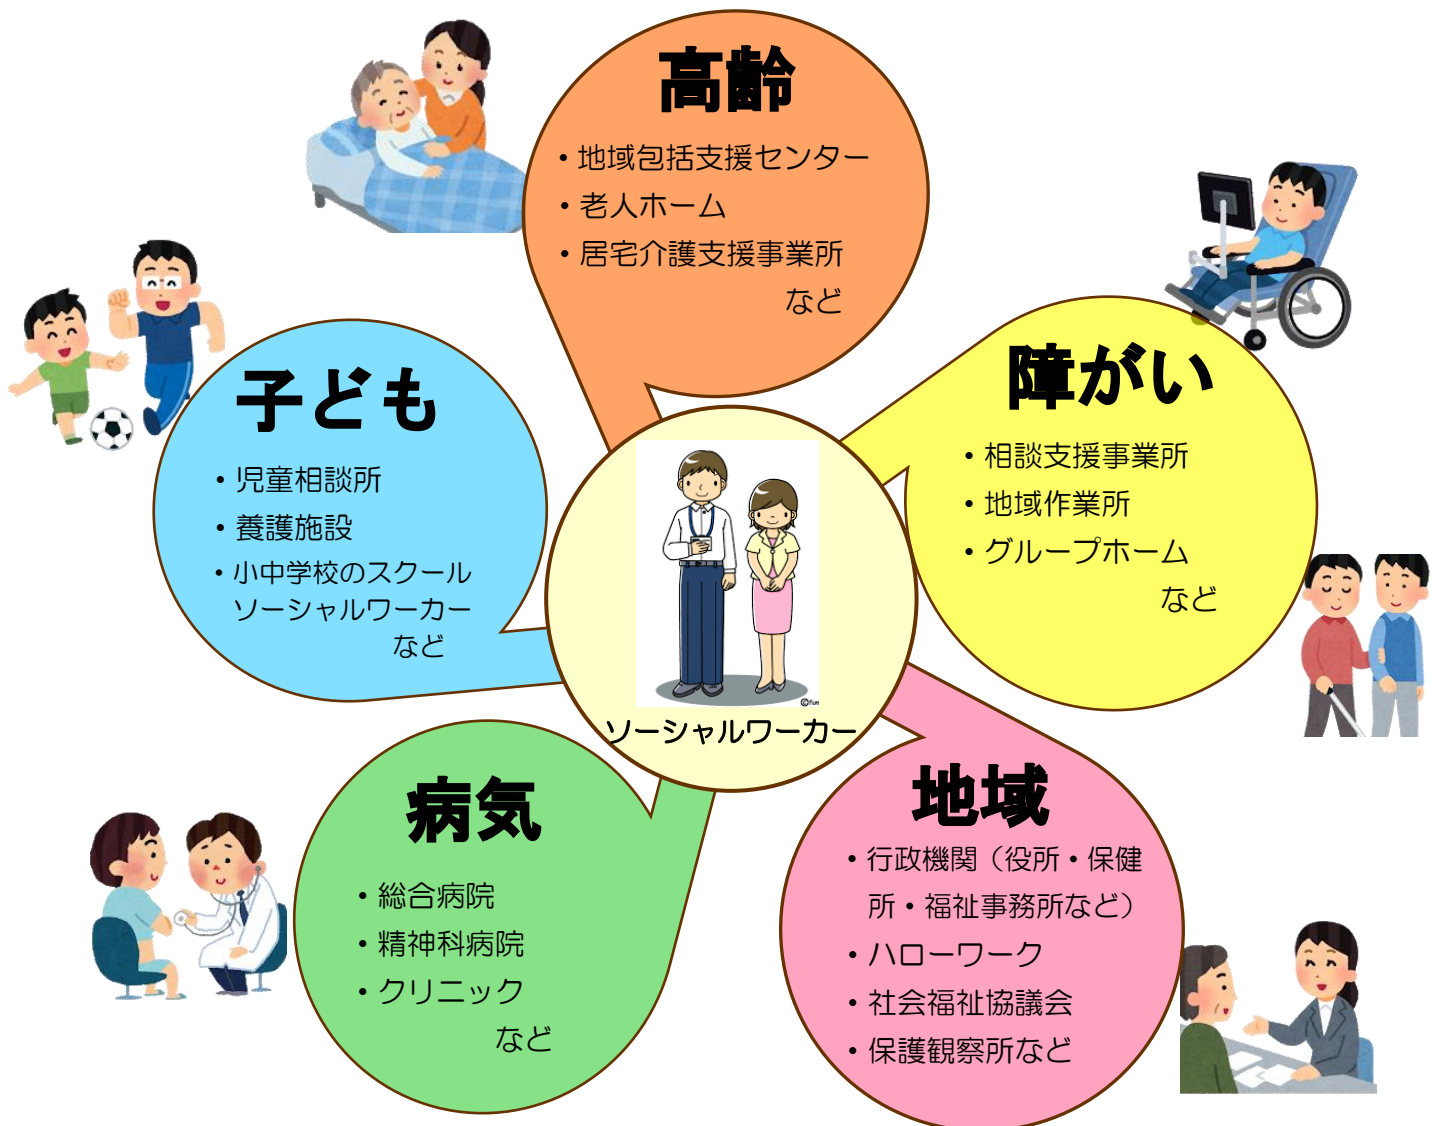 高齢
・地域包括支援センター
・老人ホーム
・居宅介護支援事業所
など
障がい
・相談支援事業所
・地域作業所
・グループホーム
など
子ども
・児童相談所
・養護施設
・小中学校のスクール
ソーシャルワーカー
など
©fum
ソーシャルワーカー
病気
・総合病院
・精神科病院
・クリニック
など
地域
・行政機関（役所・保健
所・福祉事務所など）
・ハローワーク
・社会福祉協議会
・保護観察所など